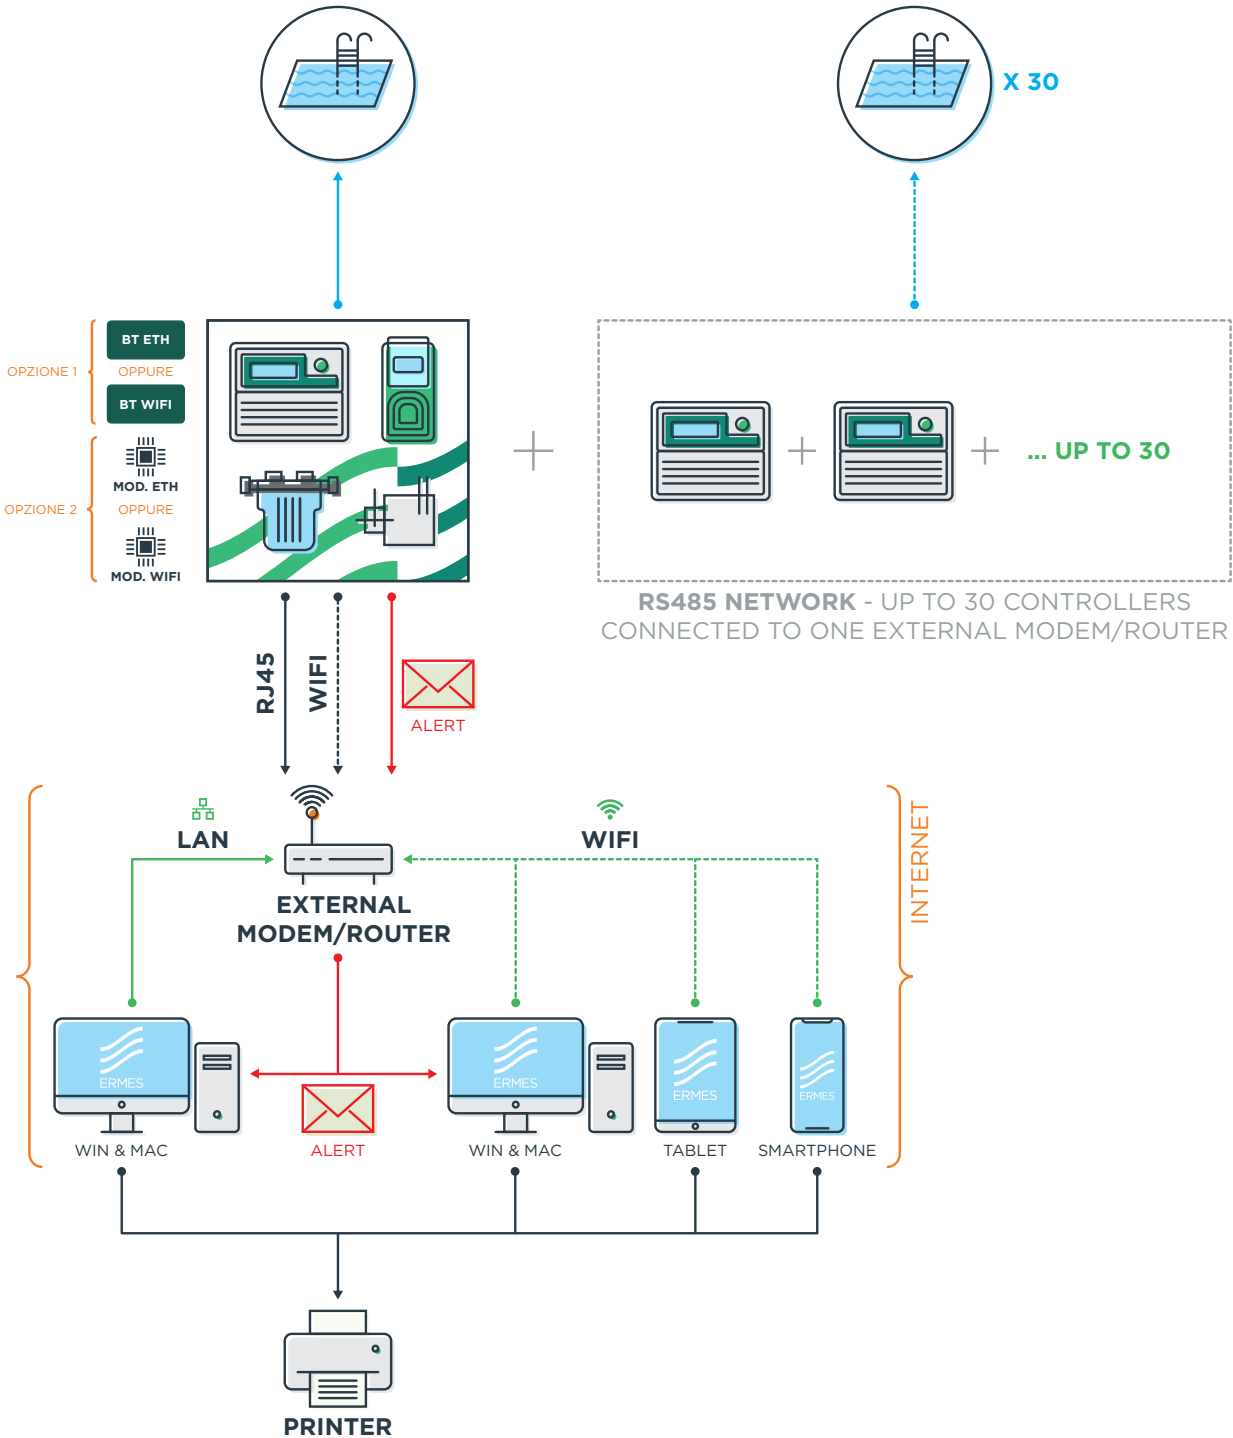 X 30
OPZIONE 1
BT ETH
OPPURE
BT WIFI
OPZIONE 2
MOD. ETH
OPPURE
MOD. WIFI
... UP TO 30
RS485 NETWORK - UP TO 30 CONTROLLERS
CONNECTED TO ONE EXTERNAL MODEM/ROUTER
RJ45
WIFI
ALERT
LAN
WIFI
INTERNET
EXTERNAL
MODEM/ROUTER
ERMES
ERMES
ERMES
ERMES
WIN & MAC
ALERT
WIN & MAC
TABLET
SMARTPHONE
PRINTER